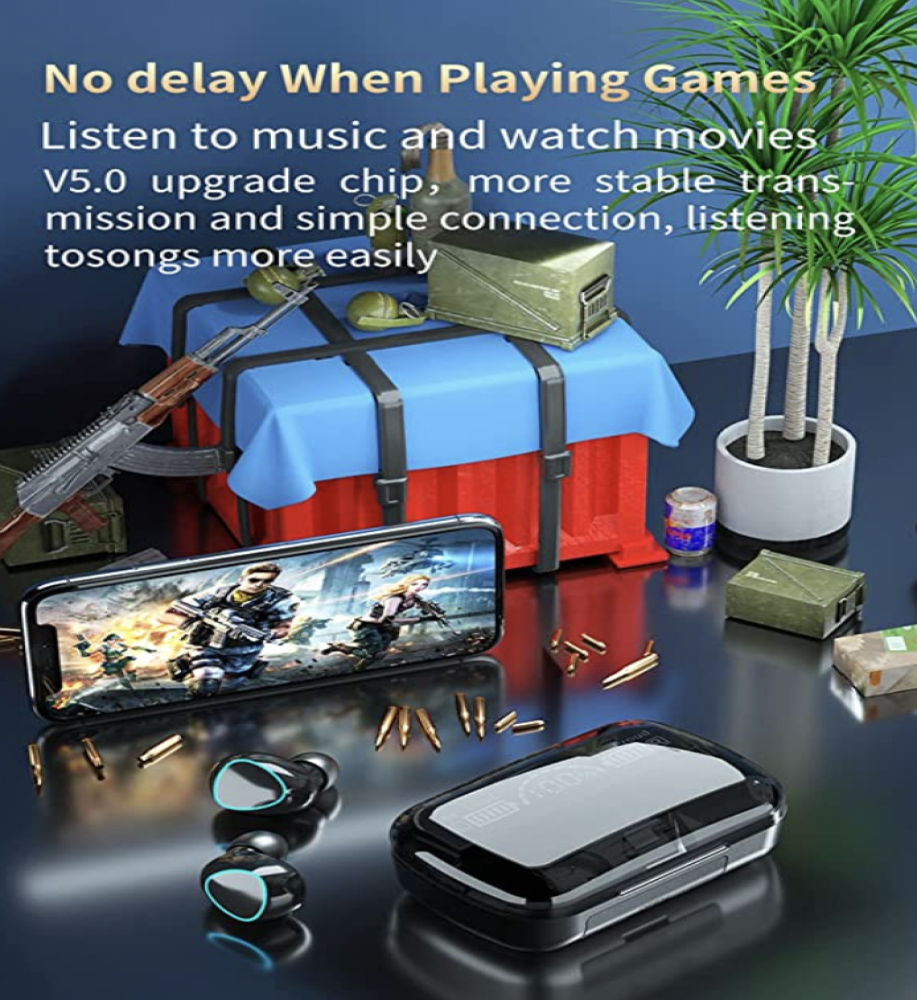 No delay When Playing Games
Listen to music and watch movies
V5.0 upgrade chip, more stable trans-
mission and simple connection, listening
tosongs more easily